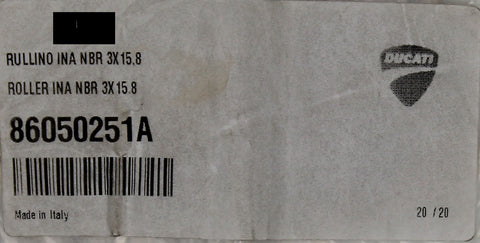 RULLINO INA NBR 3X15.8
DUCATI
ROLLER INA NBR 3X15.8
86050251A
Made in Italy
20 / 20